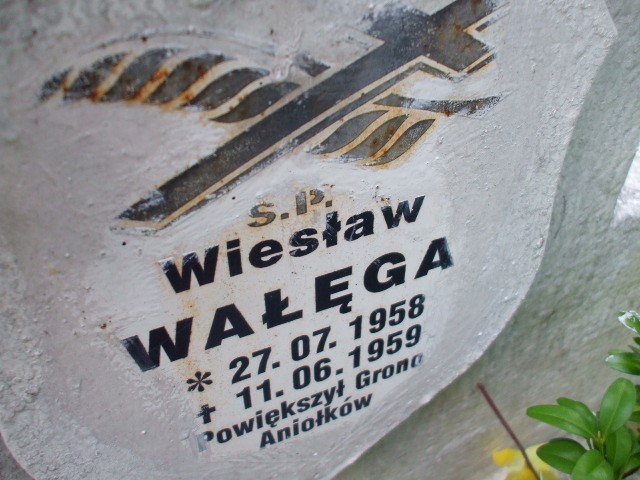 S.P.
Wiesław
WAŁĘGA
* 27. 07. 1958
✝ 11. 06. 1959
Powiększył Grono
Aniołków